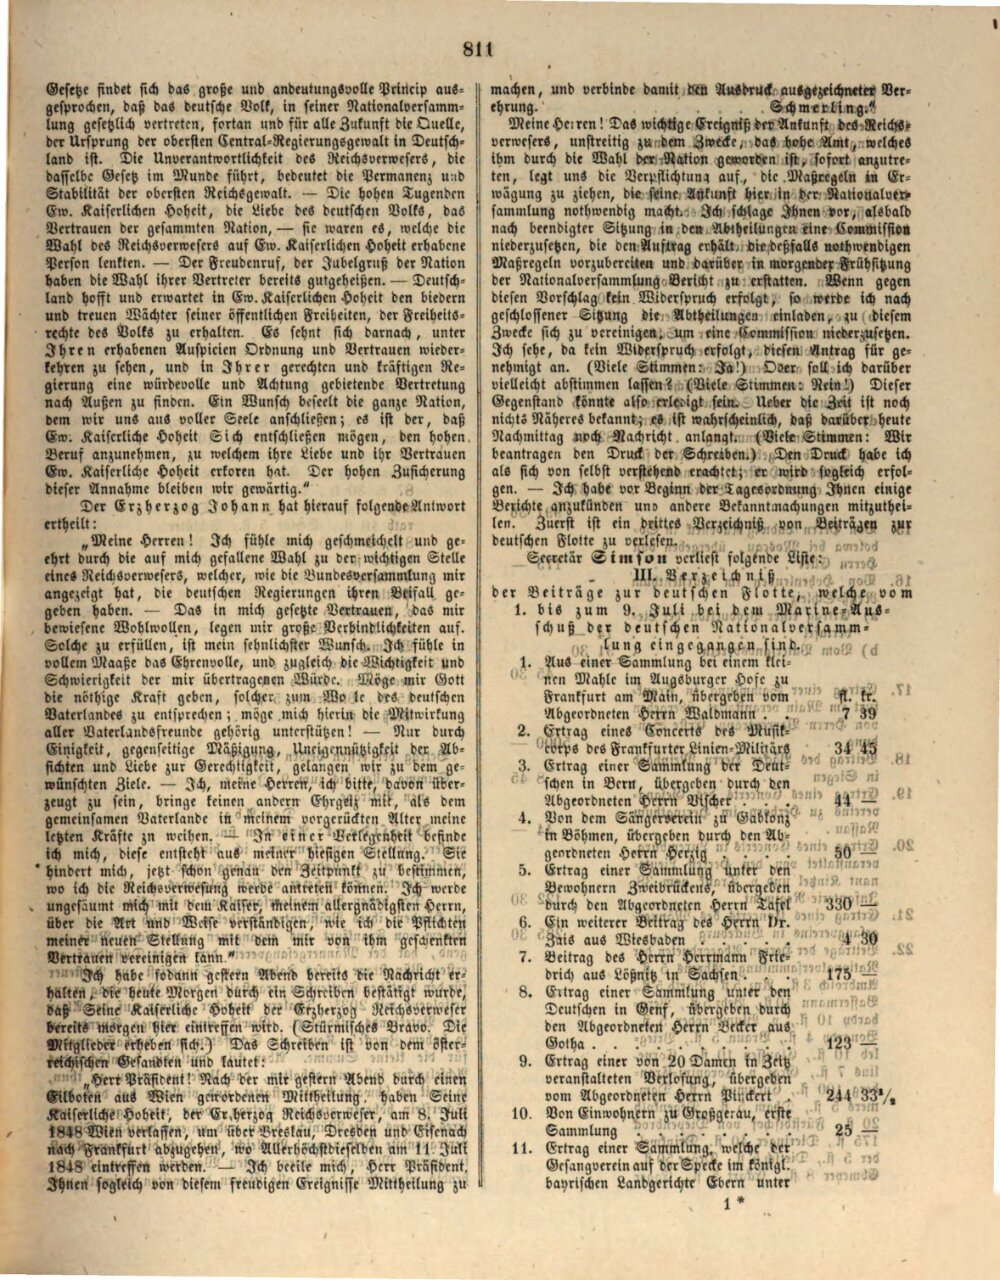 811
Gesetze findet sich das große und andeutungsvolle Princip aus-
gesprochen, daß das deutsche Volk, in seiner Nationalversamm-
lung gesetzlich vertreten, fortan und für alle Zukunft die Quelle,
der Ursprung der obersten Central-Regierungsgewalt in Deutsch-
land ist. Die Unverantwortlichkeit des Reichsverwesers, die
dasselbe Gesetz im Munde führt, bedeutet die Permanenz und
Stabilität der obersten Reichsgewalt. — Die hohen Tugenden
Ew. Kaiserlichen Hoheit, die Liebe des deutschen Volks, das
Vertrauen der gesammten Nation, — sie waren es, welche die
Wahl des Reichsverwesers auf Ew. Kaiserlichen Hoheit erhabene
Person lenkten. — Der Freudenruf, der Jubelgruß der Nation
haben die Wahl ihrer Vertreter bereits gutgeheißen. — Deutsch-
land hofft und erwartet in Ew. Kaiserlichen Hoheit den biedern
und treuen Wächter seiner öffentlichen Freiheiten, der Freiheits-
rechte des Volks zu erhalten. Es sehnt sich darnach, unter
Ihren erhabenen Auspicien Ordnung und Vertrauen wieder-
kehren zu sehen, und in Ihrer gerechten und kräftigen Re-
gierung eine würdevolle und Achtung gebietende Vertretung
nach Außen zu finden. Ein Wunsch beseelt die ganze Nation,
dem wir uns aus voller Seele anschließen; es ist der, daß
Ew. Kaiserliche Hoheit Sich entschließen mögen, den hohen
Beruf anzunehmen, zu welchem ihre Liebe und ihr Vertrauen
Ew. Kaiserliche Hoheit erkoren hat. Der hohen Zusicherung
dieser Annahme bleiben wir gewärtig."
Der Erzherzog Johann hat hierauf folgende Antwort
ertheilt:
„Meine Herren! Ich fühle mich geschmeichelt und ge-
ehrt durch die auf mich gefallene Wahl zu der wichtigen Stelle
eines Reichsverwesers, welcher, wie die Bundesversammlung mir
angezeigt hat, die deutschen Regierungen ihren Beifall ge-
geben haben. — Das in mich gesetzte Vertrauen, das mir
bewiesene Wohlwollen, legen mir große Verbindlichkeiten auf.
Solche zu erfüllen, ist mein sehnlichster Wunsch. Ich fühle in
vollem Maaße das Ehrenvolle, und zugleich die Wichtigkeit und
Schwierigkeit der mir übertragenen Würde. Möge mir Gott
die nöthige Kraft geben, solcher zum Wo le des deutschen
Vaterlandes zu entsprechen; möge mich hierin die Mitwirkung
aller Vaterlandsfreunde gehörig unterstützen! — Nur durch
Einigkeit, gegenseitige Mäßigung, Uneigennützigkeit der Ab-
sichten und Liebe zur Gerechtigkeit, gelangen wir zu dem ge-
wünschten Ziele. — Ich, meine Herren, ich bitte, davon über-
zeugt zu sein, bringe keinen andern Ehrgeiz mit, als dem
gemeinsamen Vaterlande in meinem vorgerückten Alter meine
letzten Kräfte zu weihen. — In einer Verlegenheit befinde
ich mich, diese entsteht aus meiner hiesigen Stellung. Sie
hindert mich, jetzt schon genau den Zeitpunkt zu bestimmen,
wo ich die Reichsverwesung werde antreten können. Ich werde
ungesäumt mich mit dem Kaiser, meinem allergnädigsten Herrn,
über die Art und Weise verständigen, wie ich die Pflichten
meiner neuen Stellung mit dem mir von ihm geschenkten
Vertrauen vereinigen kann."
Ich habe sodann gestern Abend bereits die Nachricht er-
halten, die heute Morgen durch ein Schreiben bestätigt wurde,
daß Seine Kaiserliche Hoheit der Erzherzog Reichsverweser
bereits morgen hier eintreffen wird. (Stürmisches Bravo. Die
Mitglieder erheben sich.) Das Schreiben ist von dem öster-
reichischen Gesandten und lautet:
„Herr Präsident! Nach der mir gestern Abend durch einen
Eilboten aus Wien gewordenen Mittheilung, haben Seine
Kaiserliche Hoheit, der Er,herzog Reichsverweser, am 8. Juli
1848 Wien verlassen, um über Breslau, Dresden und Eisenach
nach Frankfurt abzugehen, wo Allerhöchstdieselben am 11. Juli
1848 eintreffen werden. — Ich beeile mich, Herr Präsident,
Ihnen sogleich von diesem freudigen Ereignisse Mittheilung zu
machen, und verbinde damit den Ausdruck ausgezeichneter Ver-
ehrung. Schmerling."
Meine Herren! Das wichtige Ereigniß der Ankunft des Reichs-
verwesers, unstreitig zu dem Zwecke, das hohe Amt, welches
ihm durch die Wahl der Nation geworden ist, sofort anzutre-
ten, legt uns die Verpflichtung auf, die Maßregeln in Er-
wägung zu ziehen, die seine Ankunft hier in der Nationalver-
sammlung nothwendig macht. Ich schlage Ihnen vor, alsbald
nach beendigter Sitzung in den Abtheilungen eine Commission
niederzusetzen, die den Auftrag erhält, die deßfalls nothwendigen
Maßregeln vorzubereiten und darüber in morgender Frühsitzung
der Nationalversammlung Bericht zu erstatten. Wenn gegen
diesen Vorschlag kein Widerspruch erfolgt, so werde ich nach
geschlossener Sitzung die Abtheilungen einladen, zu diesem
Zwecke sich zu vereinigen, um eine Commission niederzusetzen.
Ich sehe, da kein Widerspruch erfolgt, diesen Antrag für ge-
nehmigt an. (Viele Stimmen: Ja!) Oder soll ich darüber
vielleicht abstimmen lassen? (Viele Stimmen: Nein!) Dieser
Gegenstand könnte also erledigt sein. Ueber die Zeit ist noch
nichts Näheres bekannt; es ist wahrscheinlich, daß darüber heute
Nachmittag noch Nachricht anlangt. (Viele Stimmen: Wir
beantragen den Druck der Schreiben.) Den Druck habe ich
als sich von selbst verstehend erachtet; er wird sogleich erfol-
gen. — Ich habe vor Beginn der Tagesordnung Ihnen einige
Berichte anzukünden und andere Bekanntmachungen mitzuthei-
len. Zuerst ist ein drittes Verzeichniß von Beiträgen zur
deutschen Flotte zu verlesen.
Secretär Simson verliest folgende Liste:
III. Verzeichniß
der Beiträge zur deutschen Flotte, welche vom
1. bis zum 9. Juli bei dem Marine-Aus-
schuß der deutschen Nationalversamm-
lung eingegangen sind.
1. Aus einer Sammlung bei einem klei-
nen Mahle im Augsburger Hofe zu
Frankfurt am Main, übergeben vom fl. kr.
Abgeordneten Herrn Waldmann . . 7 39
2. Ertrag eines Concerts des Musik-
corps des Frankfurter Linien-Militärs 34 45
3. Ertrag einer Sammlung der Deut-
schen in Bern, übergeben durch den
Abgeordneten Herrn Vischer . . . 44 —
4. Von dem Sängerverein zu Gablonz
in Böhmen, übergeben durch den Ab-
geordneten Herrn Herzig . . . . 50 —
5. Ertrag einer Sammlung unter den
Bewohnern Zweibrückens, übergeben
durch den Abgeordneten Herrn Tafel 330 —
6. Ein weiterer Beitrag des Herrn Dr.
Zais aus Wiesbaden . . . . . 4 30
7. Beitrag des Herrn Herrmann Frie-
drich aus Lößnitz in Sachsen . . . 175 —
8. Ertrag einer Sammlung unter den
Deutschen in Genf, übergeben durch
den Abgeordneten Herrn Becker aus
Gotha . . . . . . . . . 123 —
9. Ertrag einer von 20 Damen in Zeitz
veranstalteten Verlosung, übergeben
vom Abgeordneten Herrn Pinckert . 244 33½
10. Von Einwohnern zu Großgerau, erste
Sammlung . . . . . . . . 25 —
11. Ertrag einer Sammlung, welche der
Gesangverein auf der Specke im königl.
bayrischen Landgerichte Ebern unter
1 *